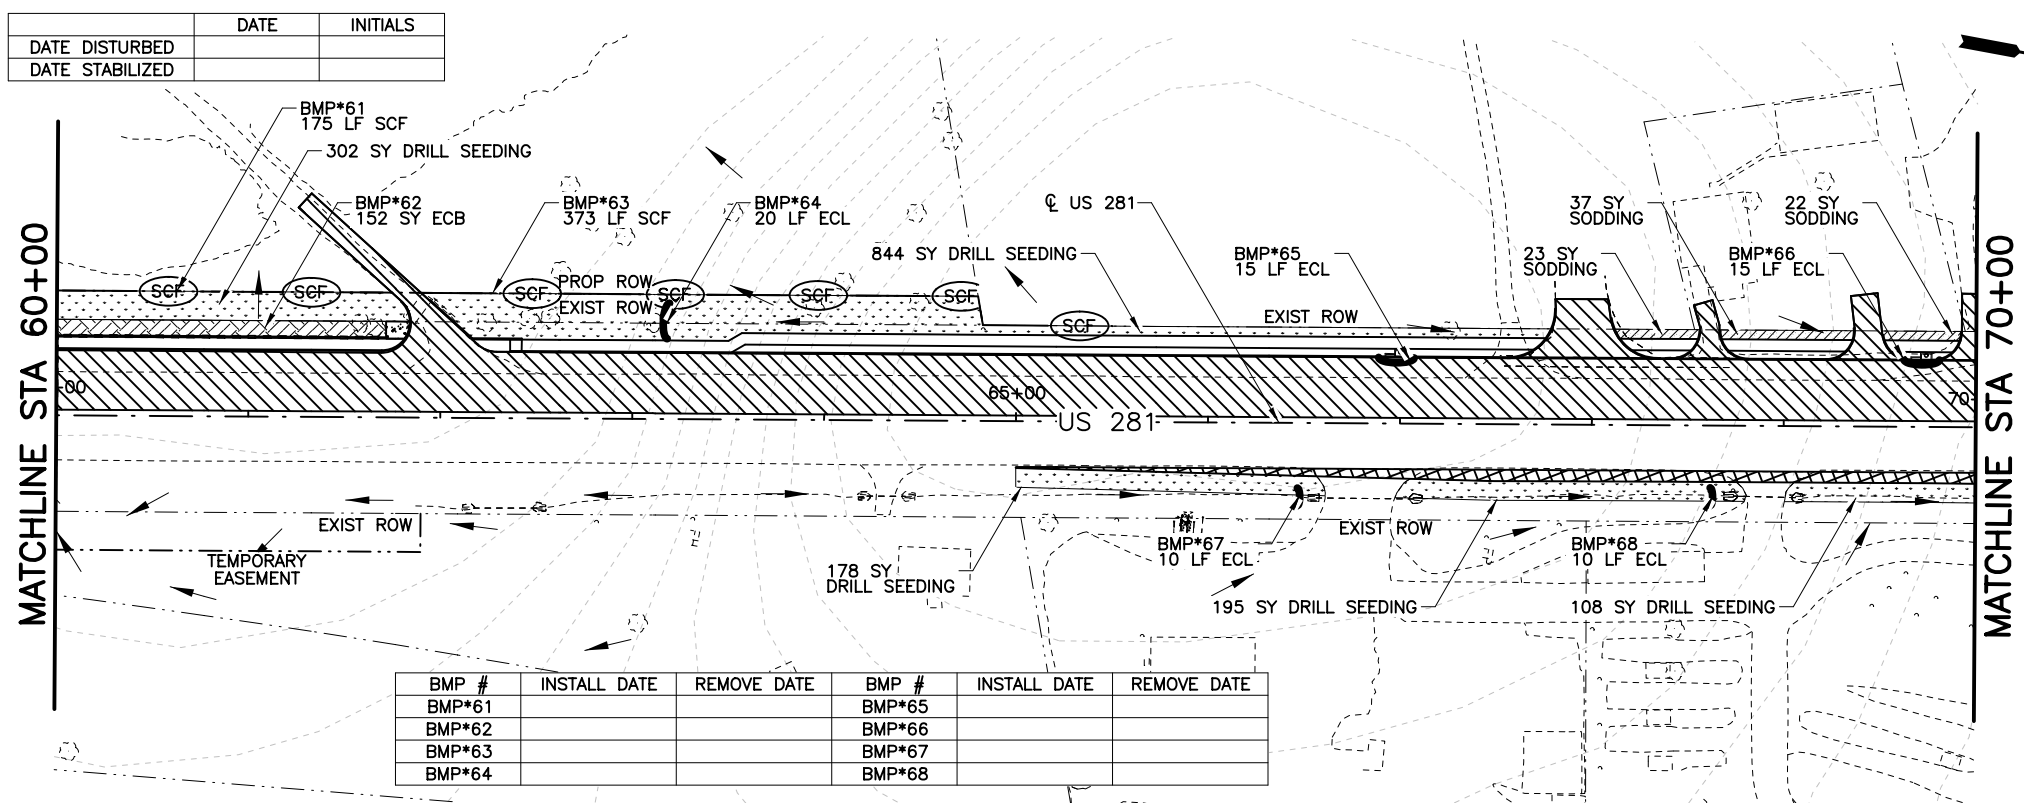 DATE INITIALS
DATE DISTURBED
DATE STABILIZED
BMP*61
175 LF SCF
302 SY DRILL SEEDING
BMP*62
152 SY ECB
BMP*63
373 LF SCF
BMP*64
20 LF ECL
℄ US 281
844 SY DRILL SEEDING
BMP*65
15 LF ECL
37 SY
SODDING
22 SY
SODDING
23 SY
SODDING
BMP*66
15 LF ECL
MATCHLINE STA 60+00
MATCHLINE STA 70+00
SCF
SCF
SCF
SCF
SCF
SCF
SCF
PROP ROW
EXIST ROW
EXIST ROW
+00
65+00
70+
US 281
EXIST ROW
TEMPORARY
EASEMENT
EXIST ROW
BMP*67
10 LF ECL
BMP*68
10 LF ECL
178 SY
DRILL SEEDING
195 SY DRILL SEEDING
108 SY DRILL SEEDING
BMP # INSTALL DATE REMOVE DATE BMP # INSTALL DATE REMOVE DATE
BMP*61 BMP*65
BMP*62 BMP*66
BMP*63 BMP*67
BMP*64 BMP*68